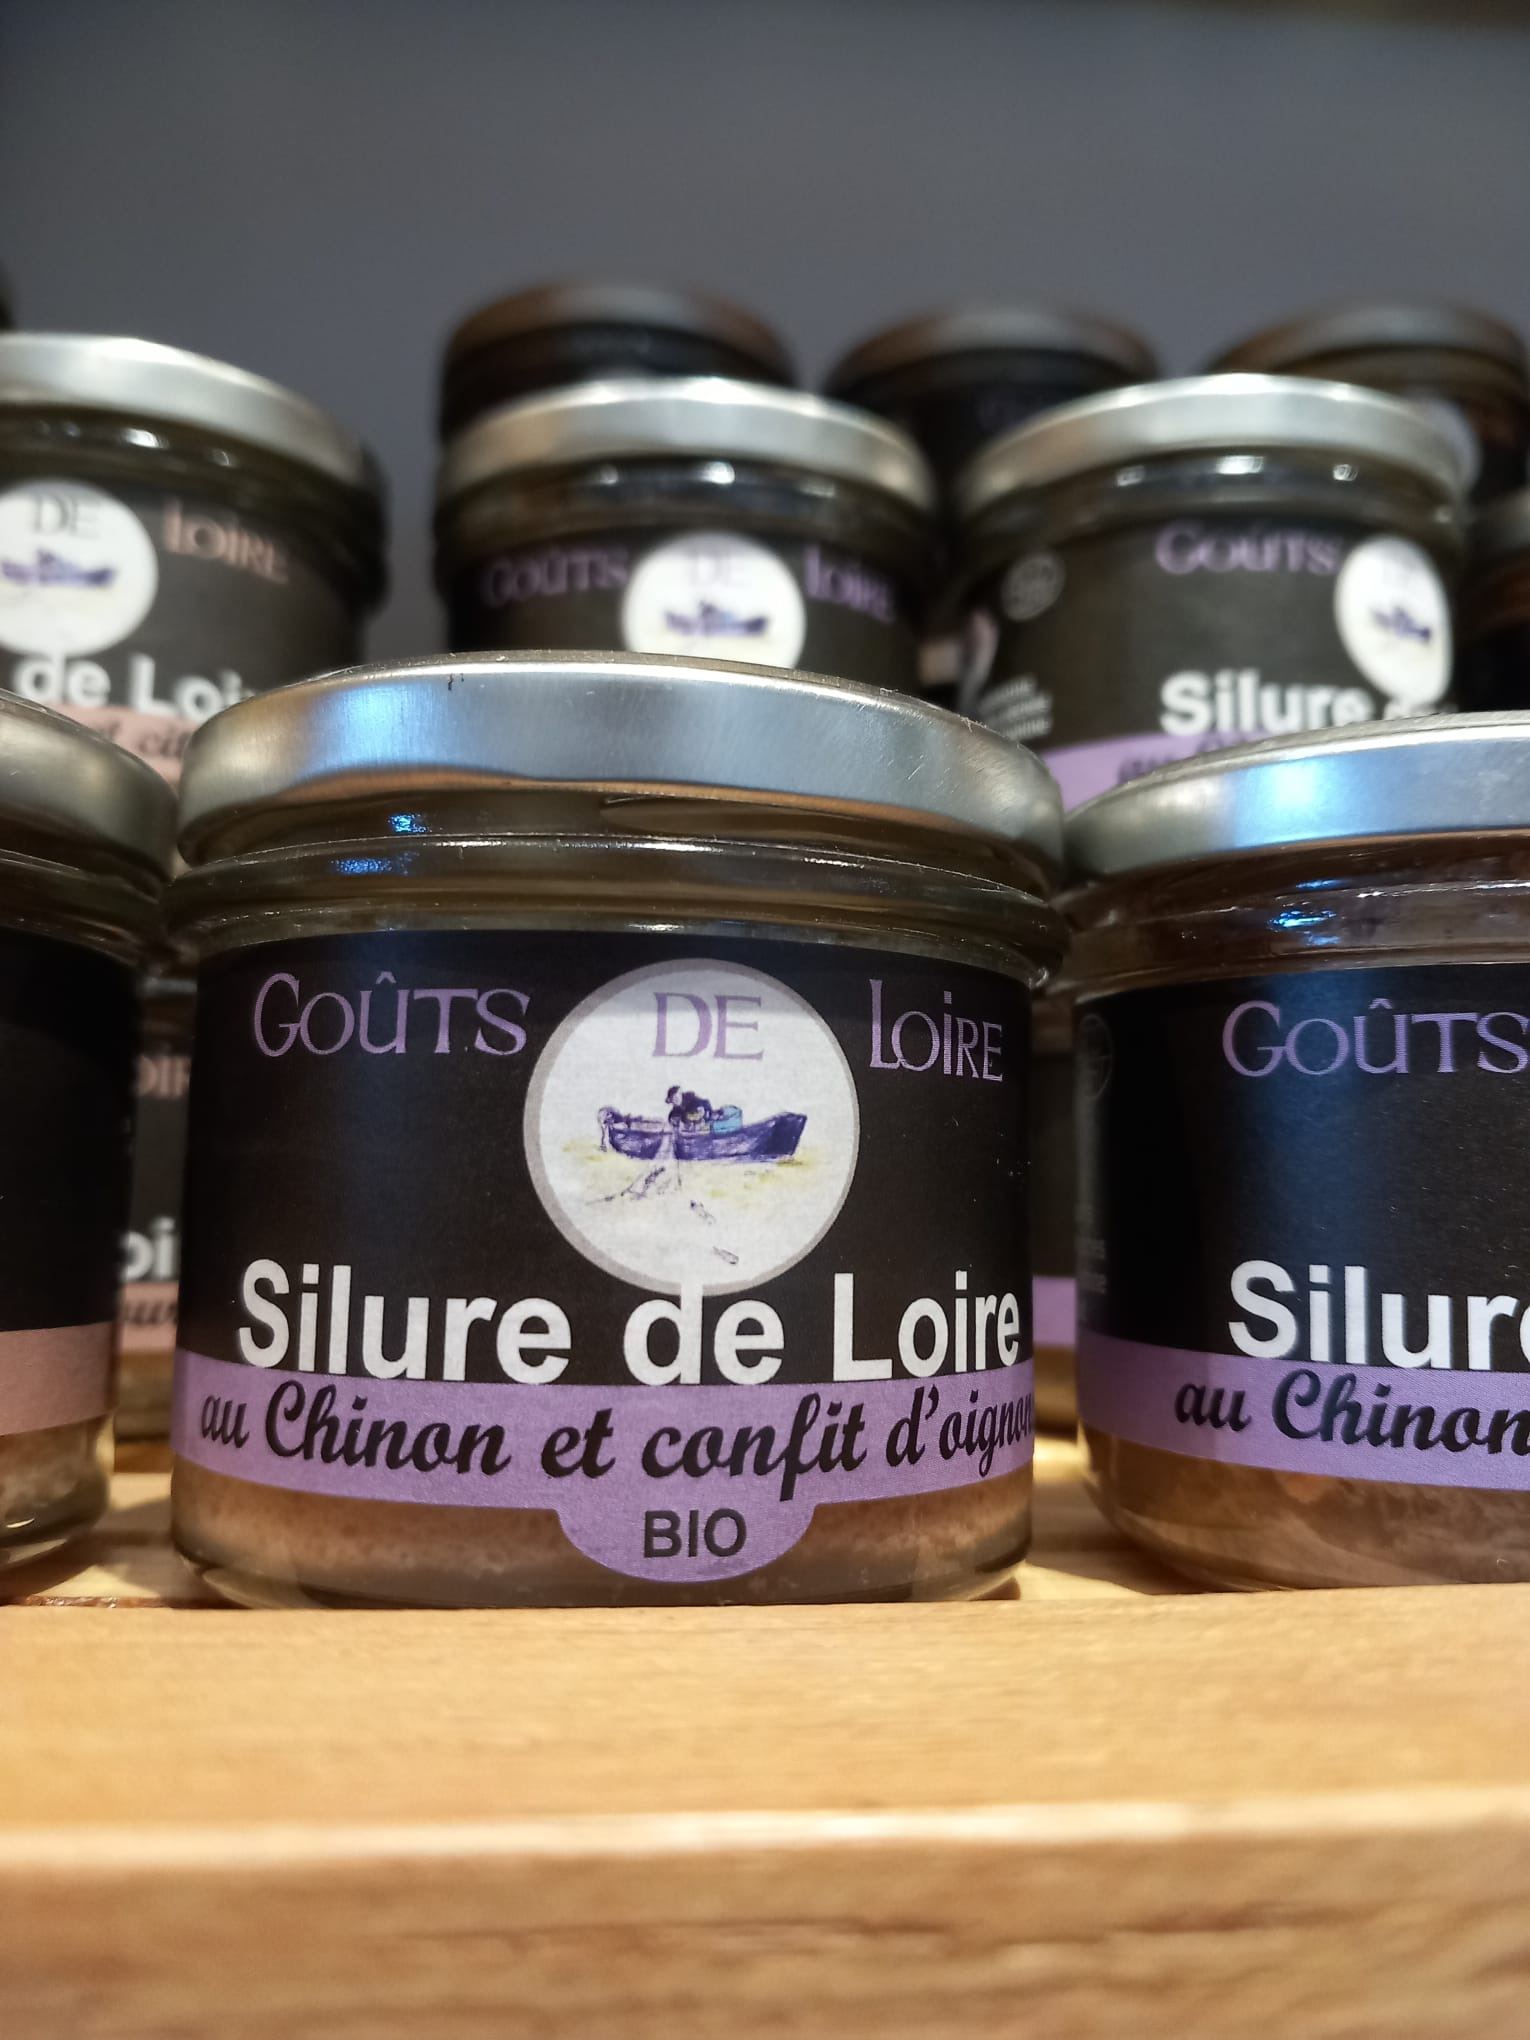 DE LOIRE
de Loi
GOÛTS DE LOIRE
GOÛTS
Silure
GOÛTS DE LOIRE
Silure de Loire
au Chinon et confit d'oignon
BIO
GOÛTS
Silure
au Chinon